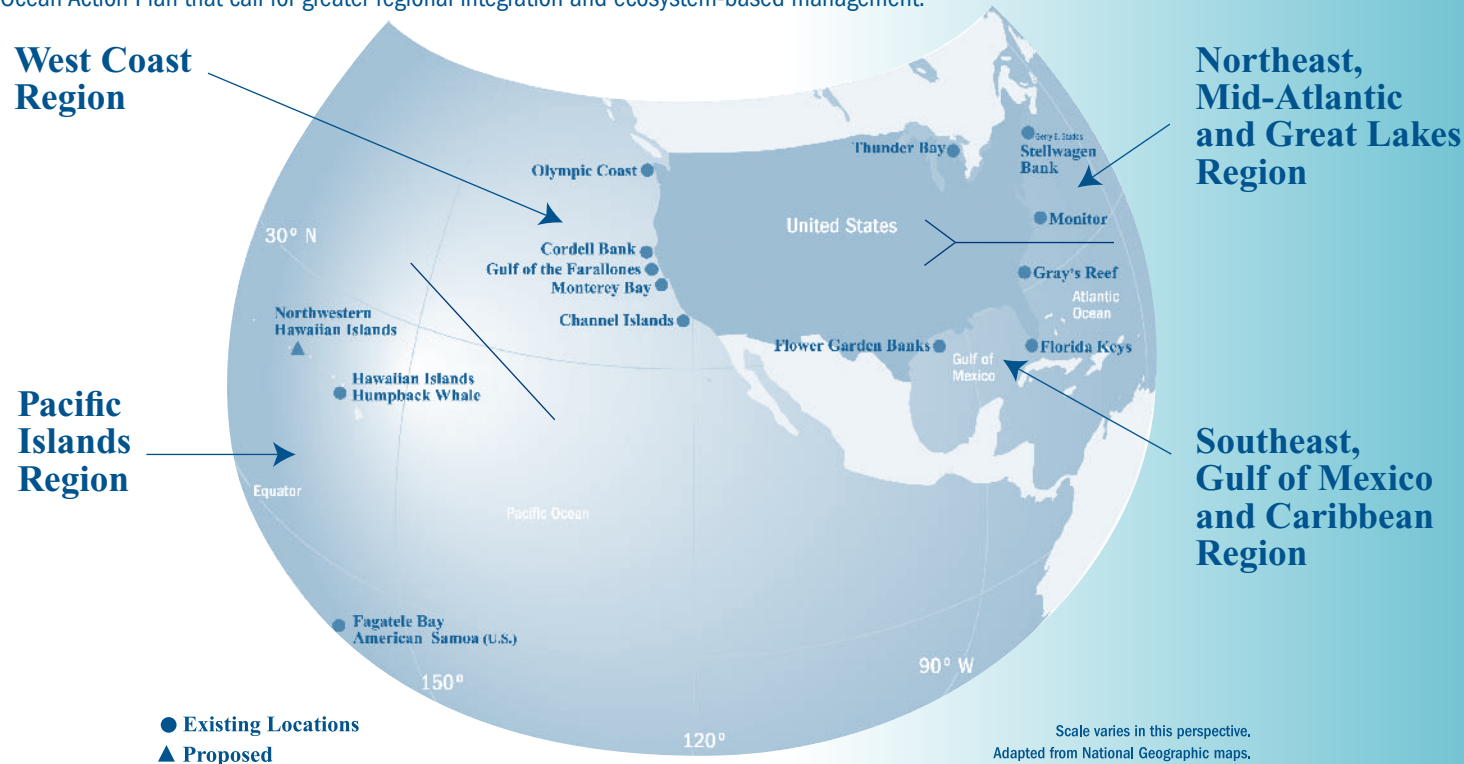 Ocean Action Plan that call for greater regional integration and ecosystem-based management.
West Coast
Region
Northeast,
Mid-Atlantic
and Great Lakes
Region
Thunder Bay
Gerry E. Studds
Stellwagen
Bank
Olympic Coast
Monitor
United States
30° N
Cordell Bank
Gulf of the Farallones
Monterey Bay
Gray's Reef
Atlantic
Ocean
Northwestern
Hawaiian Islands
Channel Islands
Flower Garden Banks
Florida Keys
Gulf of
Mexico
Hawaiian Islands
Humpback Whale
Pacific
Islands
Region
Southeast,
Gulf of Mexico
and Caribbean
Region
Equator
Pacific Ocean
Fagatele Bay
American Samoa (U.S.)
90° W
150°
120°
Existing Locations
Proposed
Scale varies in this perspective.
Adapted from National Geographic maps.